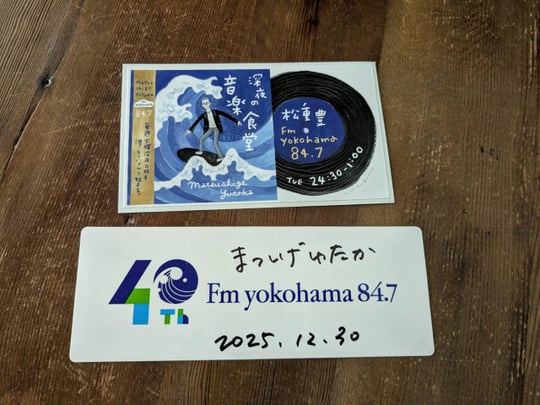 Matsu
shige
Yutaka
84.7
深夜の
音楽食堂
Matsushige
Yutaka
松重豊
Fm
yokohama
84.7
TUE 24:30-1:00
まつしげゆたか
40Th
Fm yokohama 84.7
2025.12.30